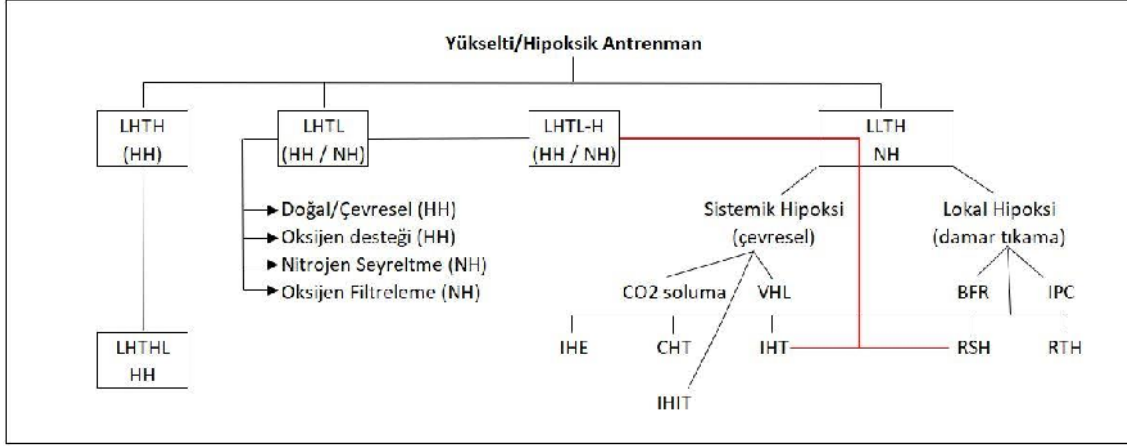 Yükselti/Hipoksik Antrenman
LHTH
(HH)
LHTL
(HH / NH)
LHTL-H
(HH / NH)
LLTH
NH
Doğal/Çevresel (HH)
Oksijen desteği (HH)
Nitrojen Seyreltme (NH)
Oksijen Filtreleme (NH)
Sistemik Hipoksi
(çevresel)
Lokal Hipoksi
(damar tıkama)
CO2 soluma
VHL
BFR
IPC
LHTHL
HH
IHE
CHT
IHT
RSH
RTH
IHIT